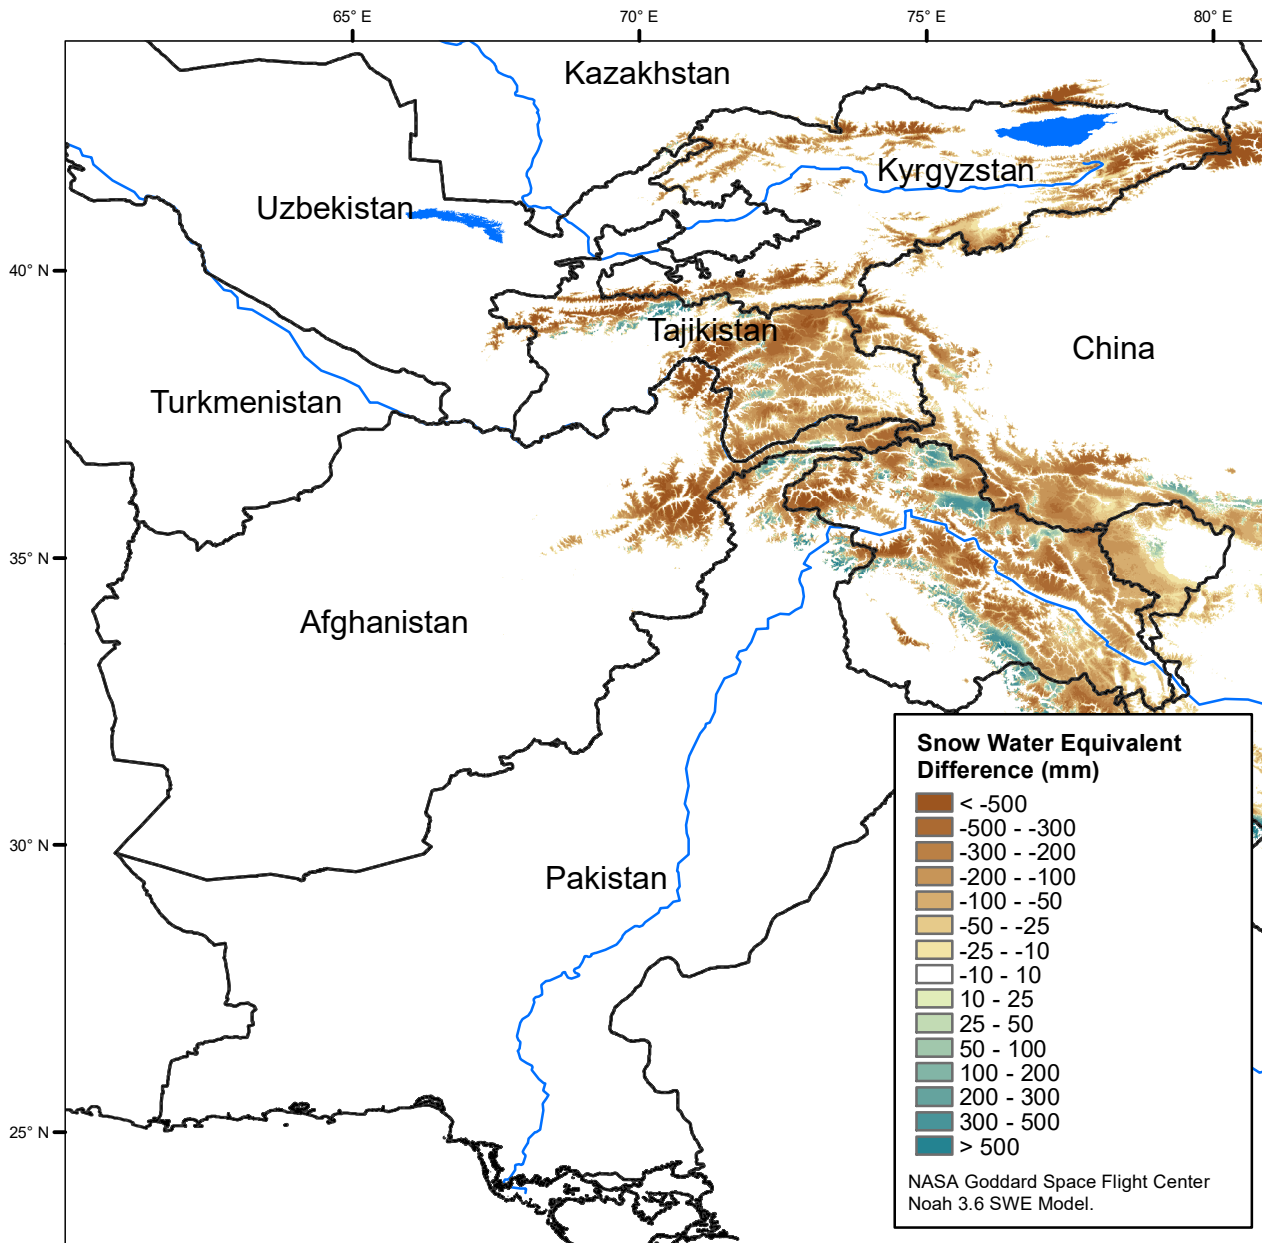 65° E
70° E
75° E
80° E
Kazakhstan
Kyrgyzstan
Uzbekistan
40° N
Tajikistan
China
Turkmenistan
35° N
Afghanistan
Snow Water Equivalent
Difference (mm)
< -500
-500 - -300
-300 - -200
-200 - -100
-100 - -50
-50 - -25
-25 - -10
-10 - 10
10 - 25
25 - 50
50 - 100
100 - 200
200 - 300
300 - 500
> 500
NASA Goddard Space Flight Center
Noah 3.6 SWE Model.
30° N
Pakistan
25° N